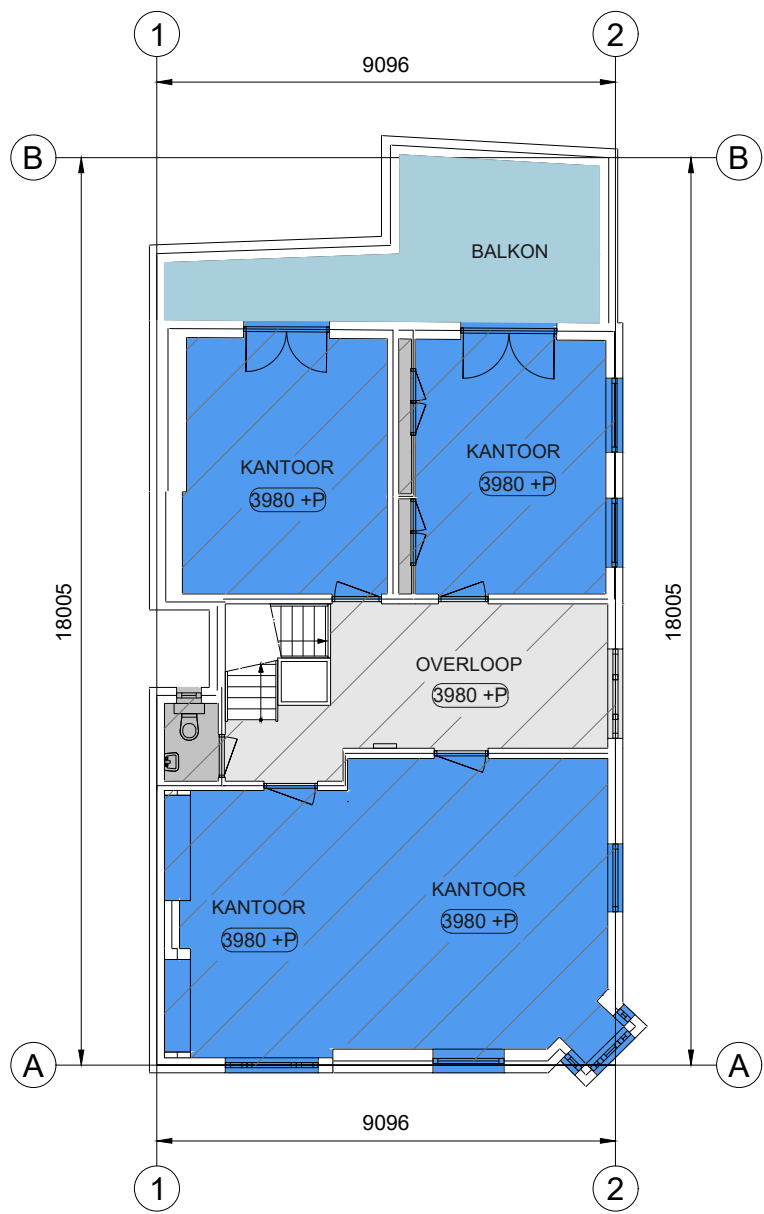 1
2
9096
B
B
BALKON
KANTOOR
3980 +P
KANTOOR
3980 +P
18005
18005
OVERLOOP
3980 +P
KANTOOR
3980 +P
KANTOOR
3980 +P
A
A
9096
1
2